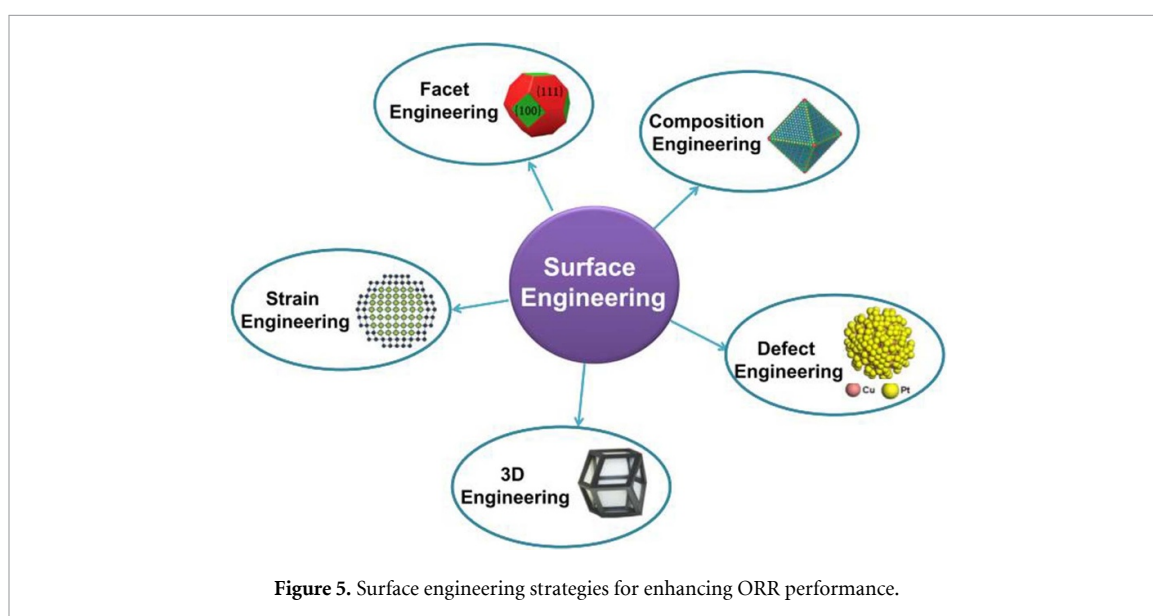 Facet
Engineering
(111)
(100)
Composition
Engineering
Surface
Engineering
Strain
Engineering
Defect
Engineering
Cu Pt
3D
Engineering
Figure 5. Surface engineering strategies for enhancing ORR performance.